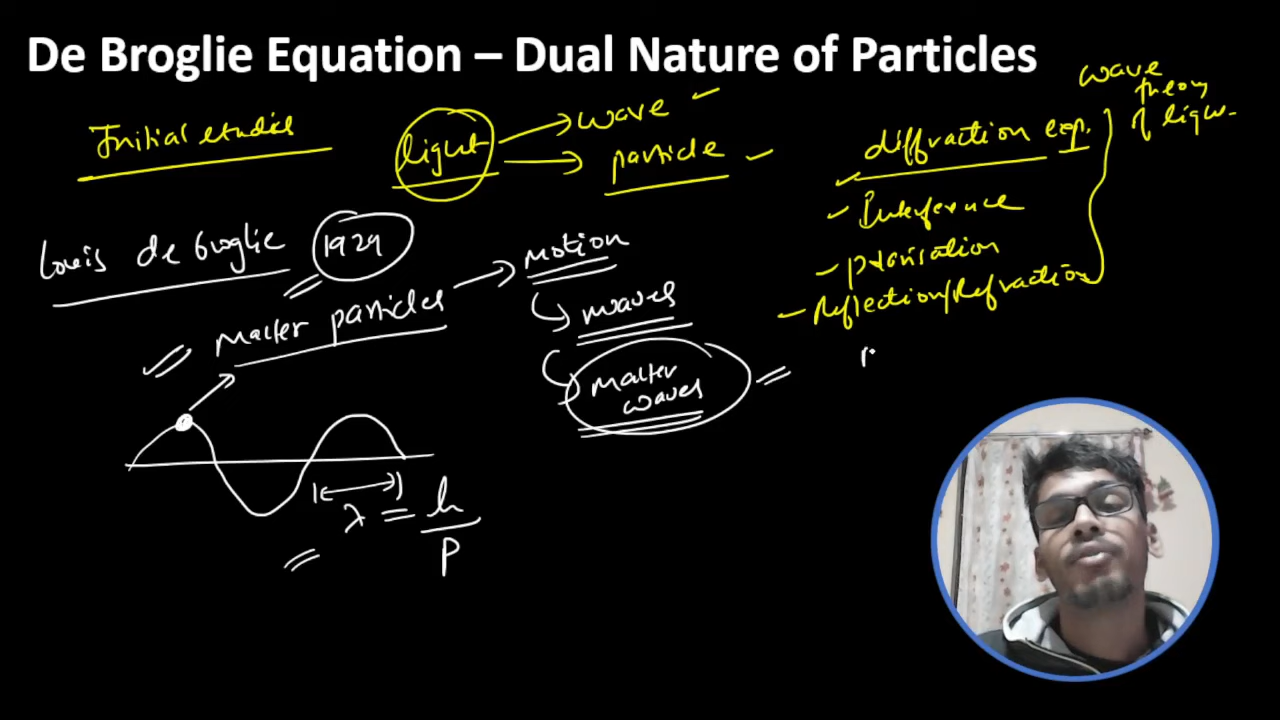 De Broglie Equation – Dual Nature of Particles
Initial studies
light
wave
particle
diffraction exp.
Interference
polarisation
Reflection/Refraction
wave
theory
of light
Louis de broglie
1924
Matter particles
motion
waves
Matter
waves
λ = h
P